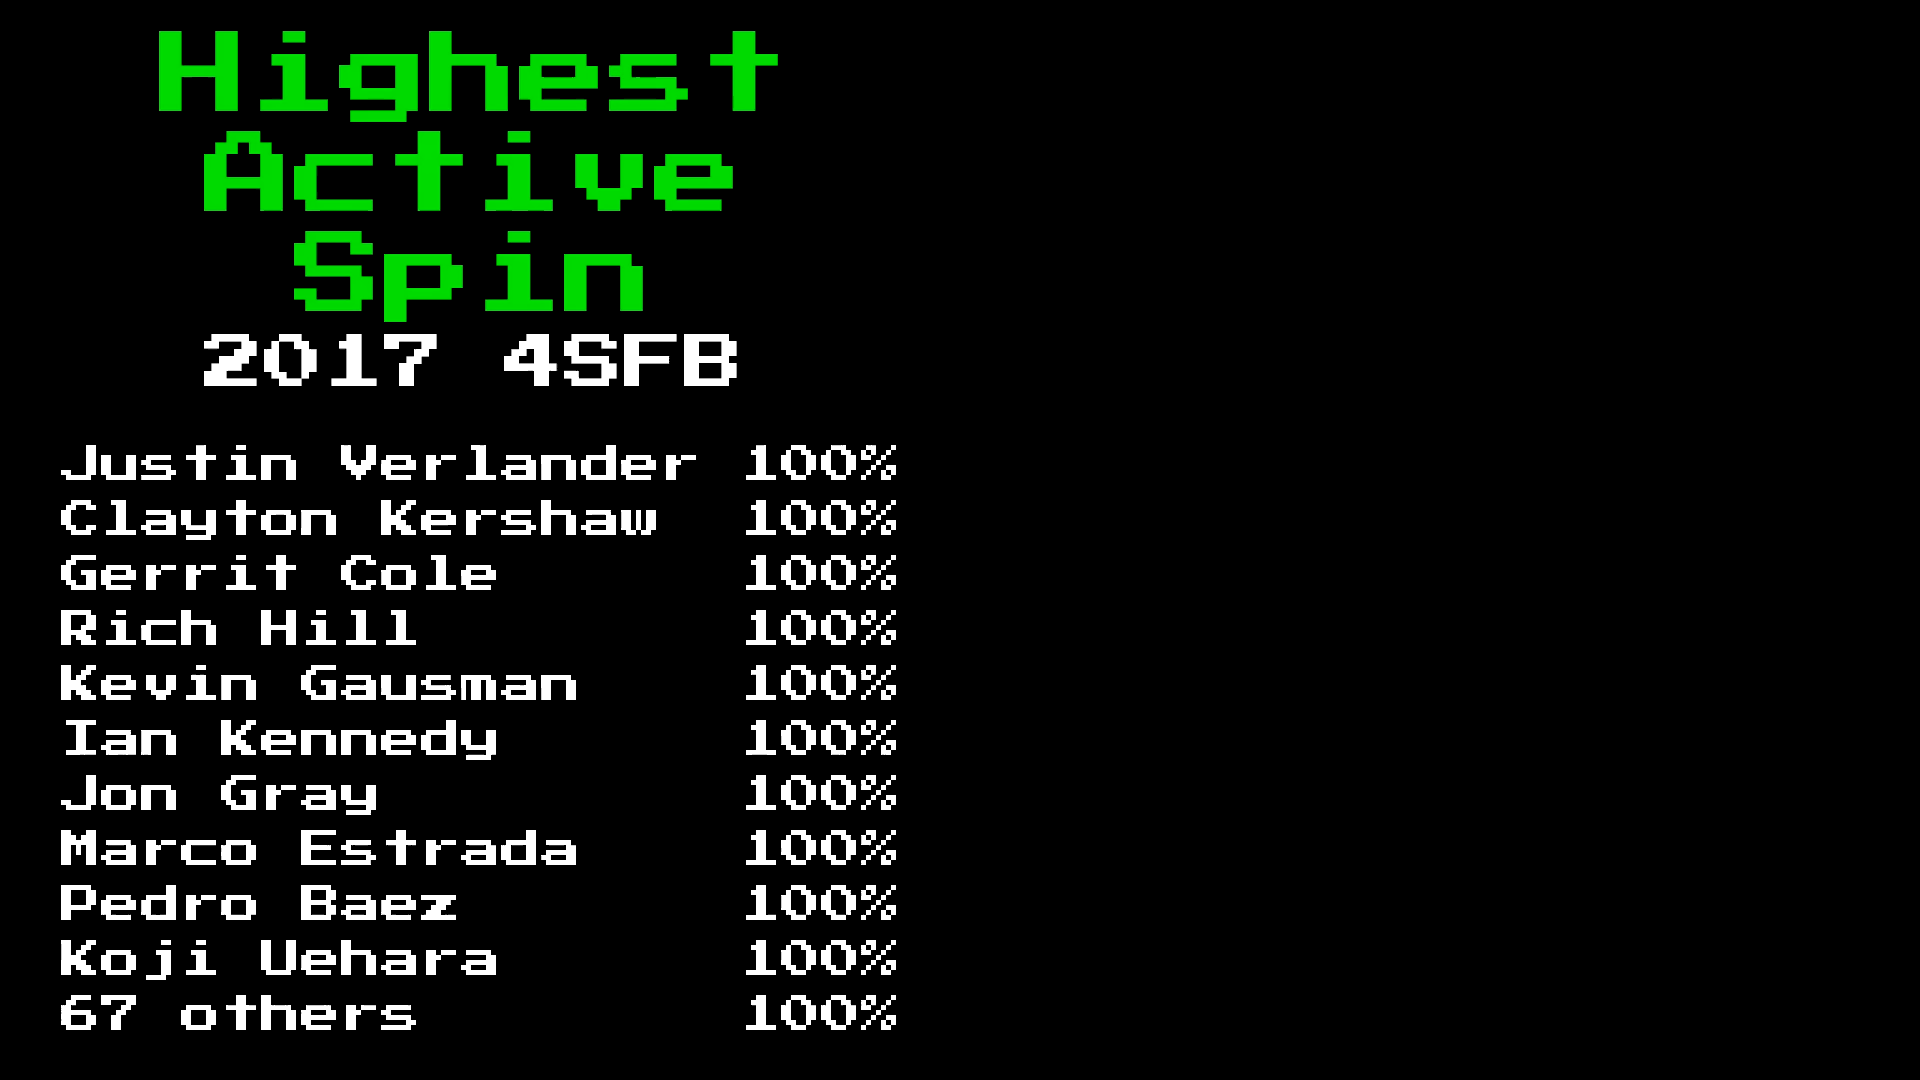 Highest
Active
Spin
2017 4SFB
Justin Verlander 100%
Clayton Kershaw 100%
Gerrit Cole 100%
Rich Hill 100%
Kevin Gausman 100%
Ian Kennedy 100%
Jon Gray 100%
Marco Estrada 100%
Pedro Baez 100%
Koji Uehara 100%
67 others 100%